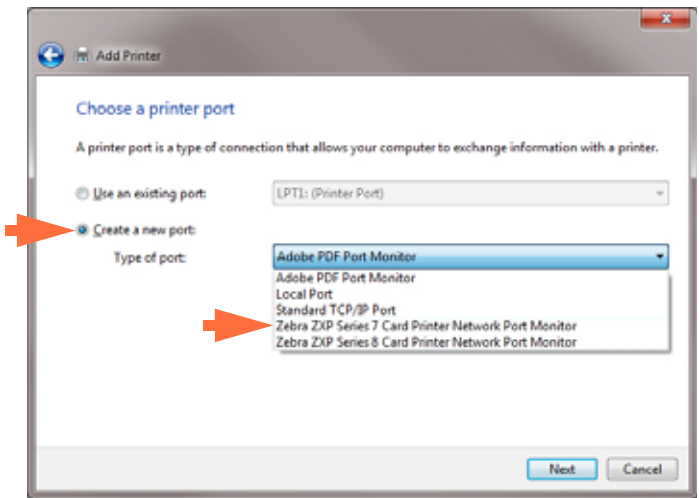 Add Printer
Choose a printer port
A printer port is a type of connection that allows your computer to exchange information with a printer.
Use an existing port: LPT1: (Printer Port)
Create a new port:
Type of port: Adobe PDF Port Monitor
Adobe PDF Port Monitor
Local Port
Standard TCP/IP Port
Zebra ZXP Series 7 Card Printer Network Port Monitor
Zebra ZXP Series 8 Card Printer Network Port Monitor
Next Cancel